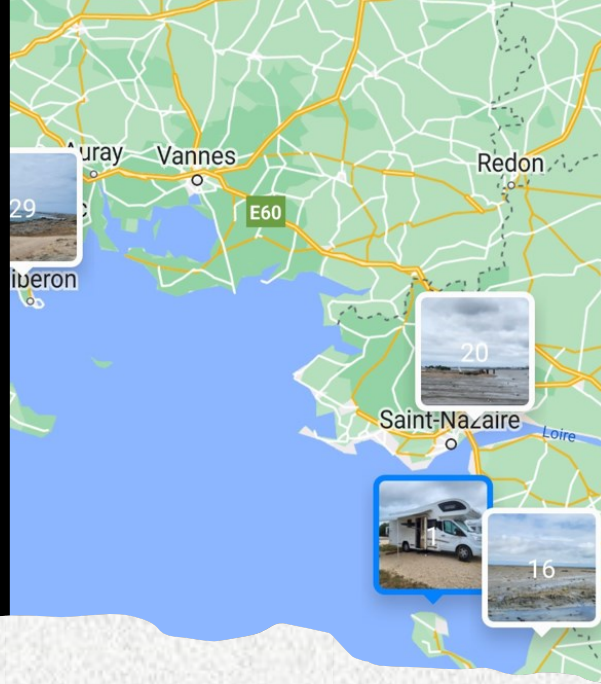 Auray
Vannes
Redon
29
E60
iberon
20
Saint-Nazaire
Loire
1
16